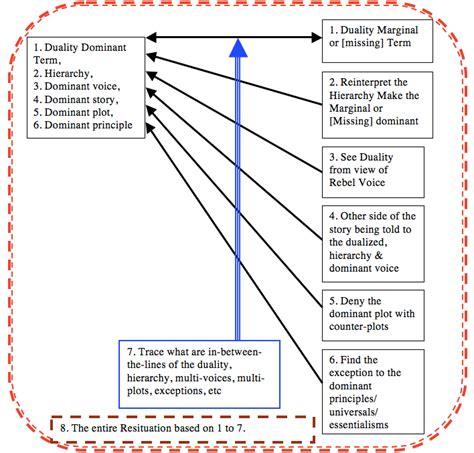 1. Duality Dominant
Term,
2. Hierarchy,
3. Dominant voice,
4. Dominant story,
5. Dominant plot,
6. Dominant principle
1. Duality Marginal
or [missing] Term
2. Reinterpret the
Hierarchy Make the
Marginal or
[Missing] dominant
3. See Duality
from view of
Rebel Voice
4. Other side of the
story being told to
the dualized,
hierarchy &
dominant voice
5. Deny the
dominant plot with
counter-plots
6. Find the
exception to the
dominant
principles/
universals/
essentialisms
7. Trace what are in-between-
the-lines of the duality,
hierarchy, multi-voices, multi-
plots, exceptions, etc
8. The entire Resituation based on 1 to 7.